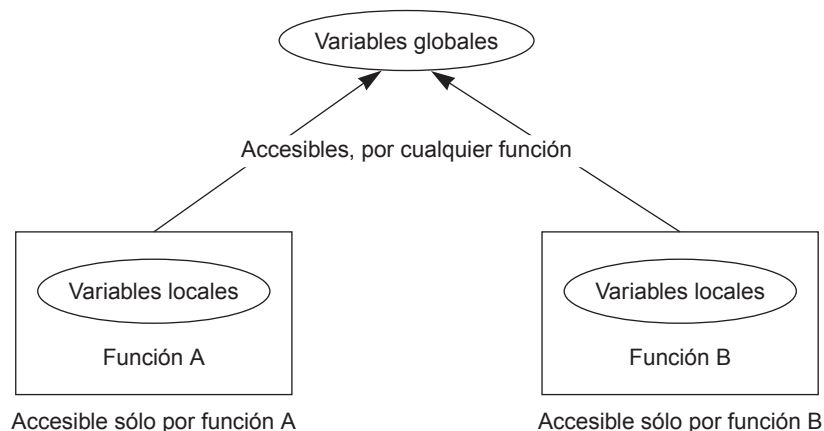 Variables globales
Accesibles, por cualquier función
Variables locales
Función A
Accesible sólo por función A
Variables locales
Función B
Accesible sólo por función B